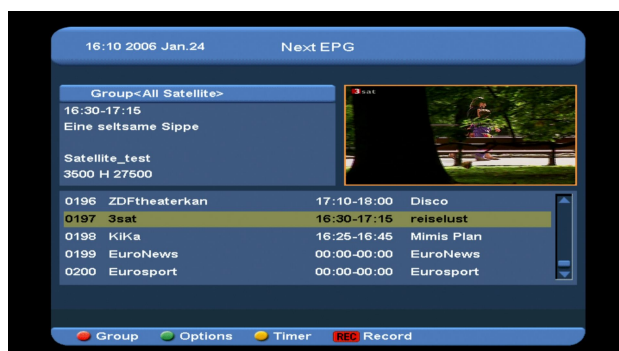 16:10 2006 Jan.24 Next EPG
Group<All Satellite>
16:30-17:15
Eine seltsame Sippe
Satellite_test
3500 H 27500
3sat
0196 ZDFtheaterkan 17:10-18:00 Disco
0197 3sat 16:30-17:15 reiselust
0198 KiKa 16:25-16:45 Mimis Plan
0199 EuroNews 00:00-00:00 EuroNews
0200 Eurosport 00:00-00:00 Eurosport
Group Options Timer REC Record